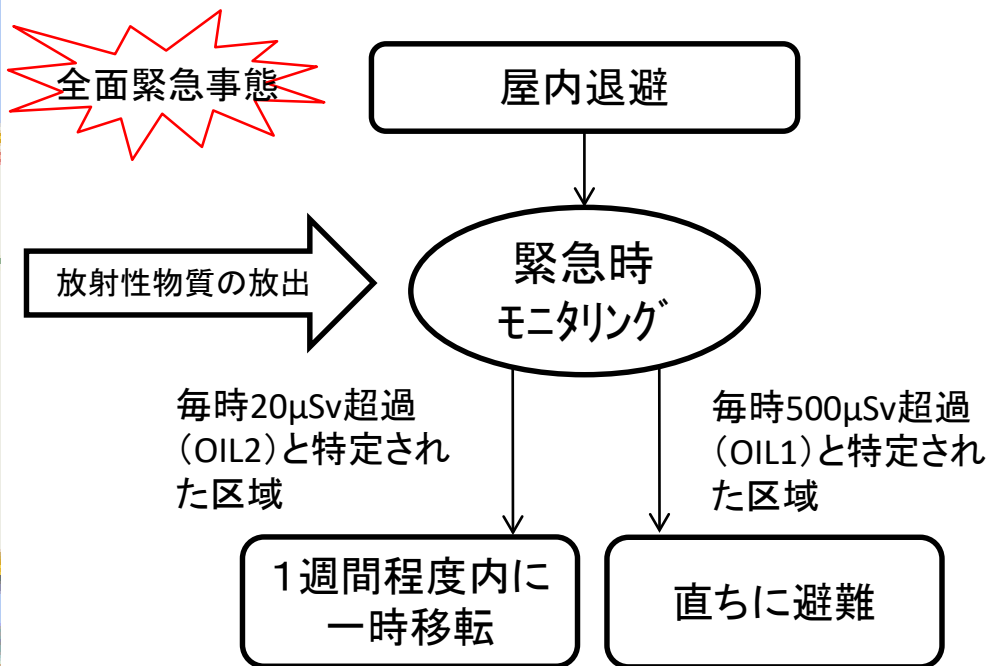 全面緊急事態
屋内退避
放射性物質の放出
緊急時
ﾓﾆﾀﾘﾝｸﾞ
毎時20μSv超過
（OIL2）と特定され
た区域
毎時500μSv超過
（OIL1）と特定され
た区域
１週間程度内に
一時移転
直ちに避難